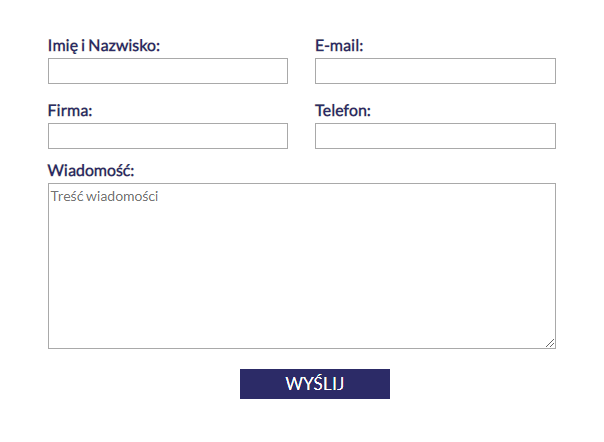 Imię i Nazwisko: E-mail:
Firma: Telefon:
Wiadomość:
Treść wiadomości
WYŚLIJ